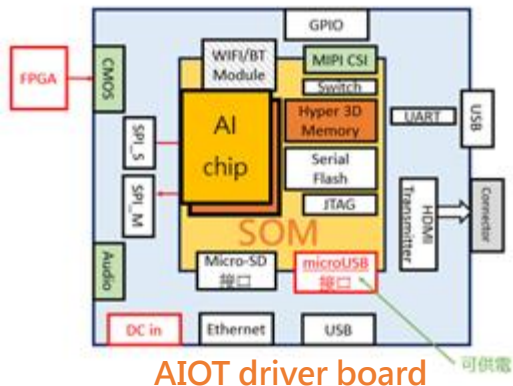 GPIO
WIFI/BT
Module
MIPI CSI
Switch
FPGA
CMOS
AI
chip
Hyper 3D
Memory
UART
USB
SPI_S
Serial
Flash
SPI_M
JTAG
HDMI
Transmitter
Connector
SOM
Audio
Micro-SD
接口
microUSB
接口
DC in
Ethernet
USB
可供電
AIOT driver board